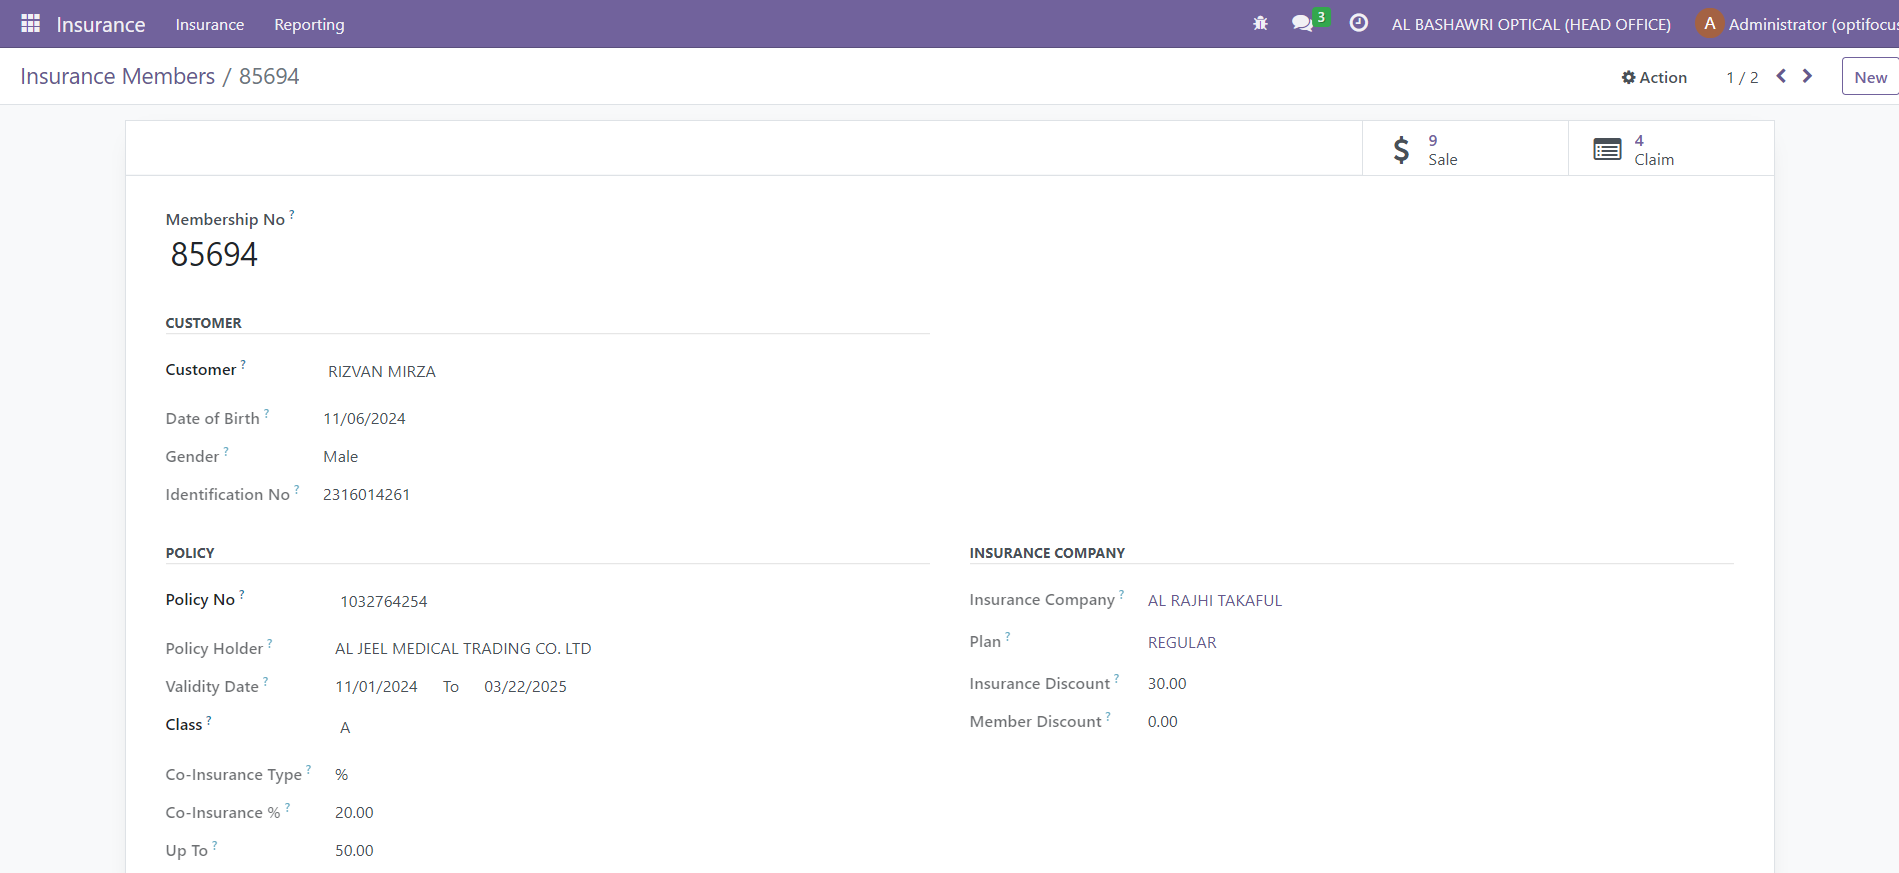 Insurance Insurance Reporting 3 AL BASHAWRI OPTICAL (HEAD OFFICE) A Administrator (optifocus
Insurance Members / 85694 Action 1 / 2 New
9
Sale
4
Claim
Membership No ?
85694
CUSTOMER
Customer ? RIZVAN MIRZA
Date of Birth ? 11/06/2024
Gender ? Male
Identification No ? 2316014261
POLICY
Policy No ? 1032764254
Policy Holder ? AL JEEL MEDICAL TRADING CO. LTD
Validity Date ? 11/01/2024 To 03/22/2025
Class ? A
Co-Insurance Type ? %
Co-Insurance % ? 20.00
Up To ? 50.00
INSURANCE COMPANY
Insurance Company ? AL RAJHI TAKAFUL
Plan ? REGULAR
Insurance Discount ? 30.00
Member Discount ? 0.00